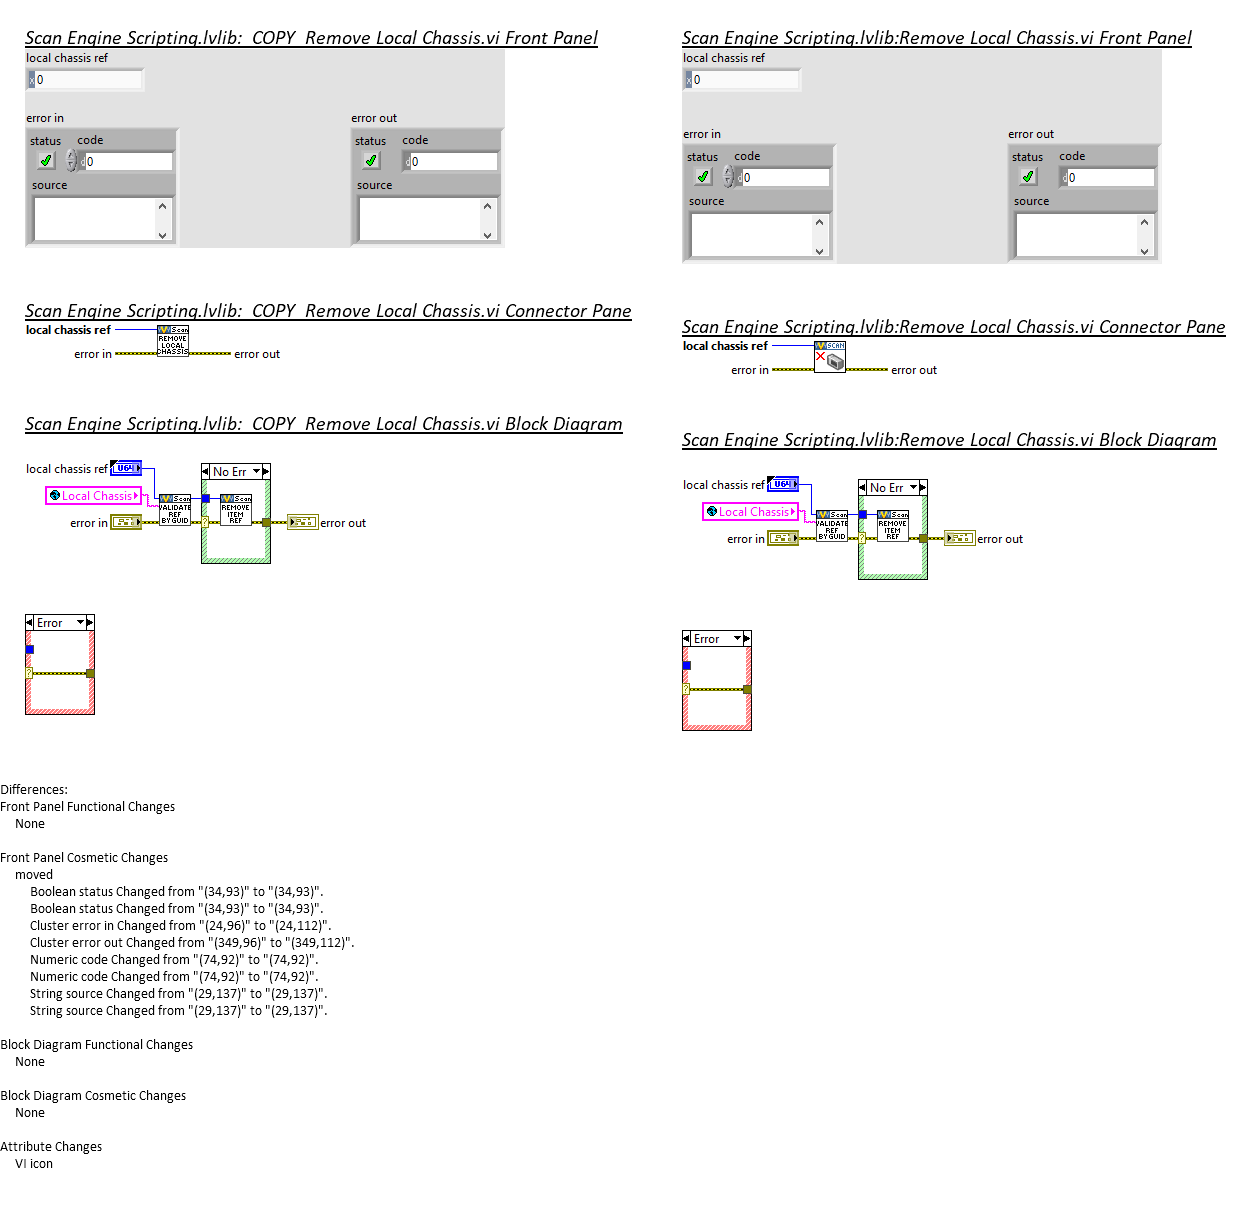 Scan Engine Scripting.lvlib:_COPY_Remove Local Chassis.vi Front Panel
local chassis ref
x 0
error in
error out
status code
d 0
source
status code
d 0
source
Scan Engine Scripting.lvlib:_COPY_Remove Local Chassis.vi Connector Pane
local chassis ref
Scan
REMOVE
LOCAL
CHASSIS
error in
error out
Scan Engine Scripting.lvlib:_COPY_Remove Local Chassis.vi Block Diagram
local chassis ref
U64
No Err
Local Chassis
Scan
VALIDATE
REF
BY GUID
Scan
REMOVE
ITEM
REF
error in
?
error out
Error
?
Scan Engine Scripting.lvlib:Remove Local Chassis.vi Front Panel
local chassis ref
x 0
error in
error out
status code
d 0
source
status code
d 0
source
Scan Engine Scripting.lvlib:Remove Local Chassis.vi Connector Pane
local chassis ref
SCAN
error in
error out
Scan Engine Scripting.lvlib:Remove Local Chassis.vi Block Diagram
local chassis ref
U64
No Err
Local Chassis
Scan
VALIDATE
REF
BY GUID
Scan
REMOVE
ITEM
REF
error in
?
error out
Error
?
Differences:
Front Panel Functional Changes
None
Front Panel Cosmetic Changes
moved
Boolean status Changed from "(34,93)" to "(34,93)".
Boolean status Changed from "(34,93)" to "(34,93)".
Cluster error in Changed from "(24,96)" to "(24,112)".
Cluster error out Changed from "(349,96)" to "(349,112)".
Numeric code Changed from "(74,92)" to "(74,92)".
Numeric code Changed from "(74,92)" to "(74,92)".
String source Changed from "(29,137)" to "(29,137)".
String source Changed from "(29,137)" to "(29,137)".
Block Diagram Functional Changes
None
Block Diagram Cosmetic Changes
None
Attribute Changes
VI icon